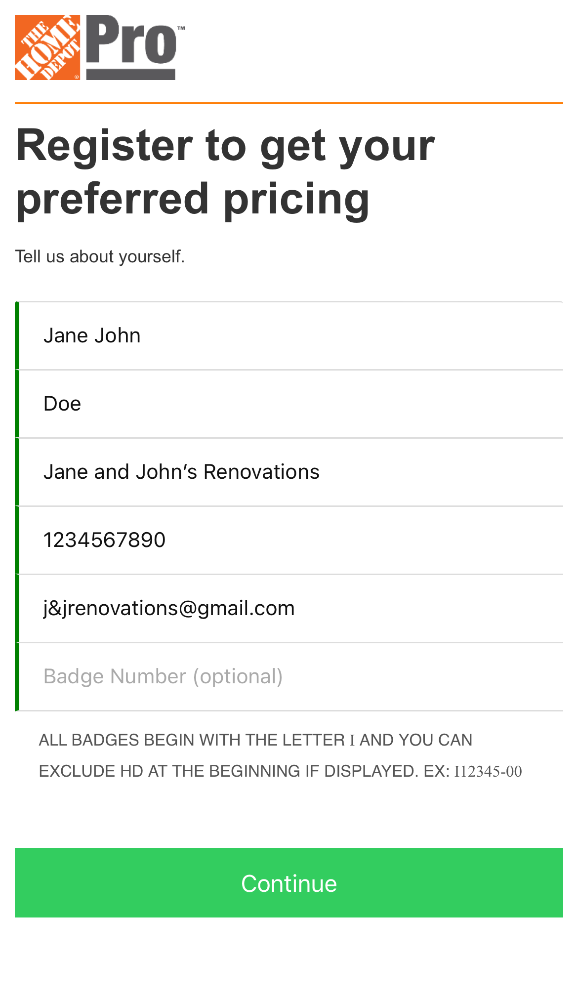 THE
HOME
DEPOT
®
Pro™
Register to get your
preferred pricing
Tell us about yourself.
Jane John
Doe
Jane and John’s Renovations
1234567890
j&jrenovations@gmail.com
Badge Number (optional)
ALL BADGES BEGIN WITH THE LETTER I AND YOU CAN
EXCLUDE HD AT THE BEGINNING IF DISPLAYED. EX: I12345-00
Continue